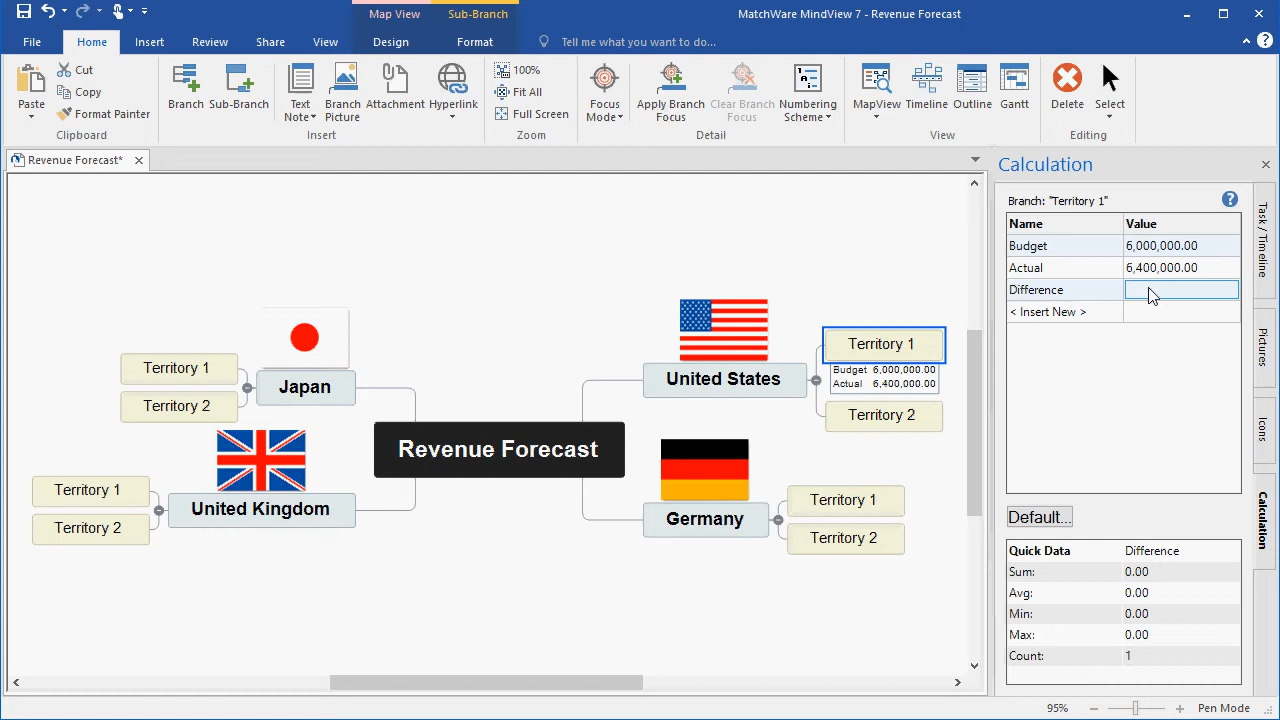 Map View
Sub-Branch
MatchWare MindView 7 - Revenue Forecast
File
Home
Insert
Review
Share
View
Design
Format
Tell me what you want to do...
Paste
Cut
Copy
Format Painter
Clipboard
Branch
Sub-Branch
Text Note
Branch Picture
Attachment
Hyperlink
Insert
100%
Fit All
Full Screen
Zoom
Focus Mode
Apply Branch Focus
Clear Branch Focus
Numbering Scheme
Detail
MapView
Timeline
Outline
Gantt
View
Delete
Select
Editing
Revenue Forecast*
Japan
Territory 1
Territory 2
United Kingdom
Territory 1
Territory 2
Revenue Forecast
United States
Territory 1
Budget 6,000,000.00
Actual 6,400,000.00
Territory 2
Germany
Territory 1
Territory 2
Calculation
Branch: "Territory 1"
?
Name Value
Budget 6,000,000.00
Actual 6,400,000.00
Difference
< Insert New >
Default...
Quick Data Difference
Sum: 0.00
Avg: 0.00
Min: 0.00
Max: 0.00
Count: 1
Task / Timeline
Pictures
Icons
Calculation
95%
Pen Mode